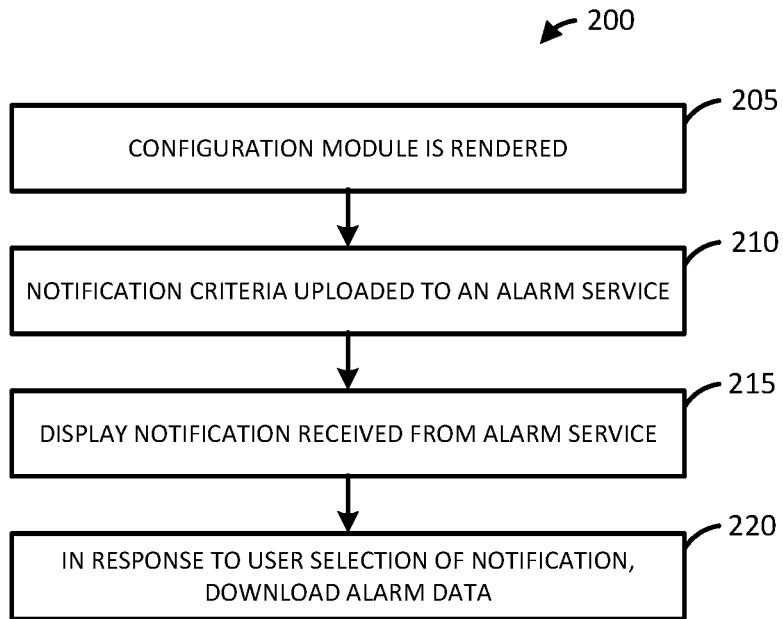 200
205
CONFIGURATION MODULE IS RENDERED
210
NOTIFICATION CRITERIA UPLOADED TO AN ALARM SERVICE
215
DISPLAY NOTIFICATION RECEIVED FROM ALARM SERVICE
220
IN RESPONSE TO USER SELECTION OF NOTIFICATION,
DOWNLOAD ALARM DATA